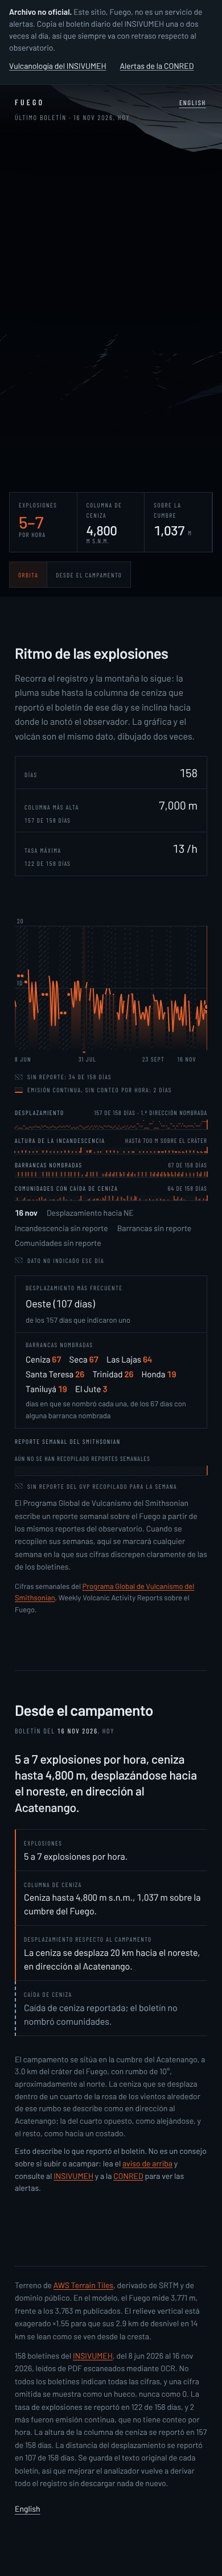 Archivo no oficial. Este sitio, Fuego, no es un servicio de
alertas. Copia el boletín diario del INSIVUMEH una o dos
veces al día, así que siempre va con retraso respecto al
observatorio.
Vulcanología del INSIVUMEH Alertas de la CONRED
FUEGO
ENGLISH
ÚLTIMO BOLETÍN · 16 NOV 2026, HOY
EXPLOSIONES
5–7
POR HORA
COLUMNA DE
CENIZA
4,800
M S.N.M.
SOBRE LA
CUMBRE
1,037 M
ÓRBITA
DESDE EL CAMPAMENTO
Ritmo de las explosiones
Recorra el registro y la montaña lo sigue: la
pluma sube hasta la columna de ceniza que
reportó el boletín de ese día y se inclina hacia
donde lo anotó el observador. La gráfica y el
volcán son el mismo dato, dibujado dos veces.
DÍAS
158
COLUMNA MÁS ALTA
157 DE 158 DÍAS
7,000 m
TASA MÁXIMA
122 DE 158 DÍAS
13 /h
20
10
8 JUN
31 JUL
23 SEPT
16 NOV
SIN REPORTE: 34 DE 158 DÍAS
EMISIÓN CONTINUA, SIN CONTEO POR HORA: 2 DÍAS
DESPLAZAMIENTO
157 DE 158 DÍAS · 1.ª DIRECCIÓN NOMBRADA
ALTURA DE LA INCANDESCENCIA
HASTA 700 M SOBRE EL CRÁTER
BARRANCAS NOMBRADAS
67 DE 158 DÍAS
COMUNIDADES CON CAÍDA DE CENIZA
64 DE 158 DÍAS
16 nov Desplazamiento hacia NE
Incandescencia sin reporte Barrancas sin reporte
Comunidades sin reporte
DATO NO INDICADO ESE DÍA
DESPLAZAMIENTO MÁS FRECUENTE
Oeste (107 días)
de los 157 días que indicaron uno
BARRANCAS NOMBRADAS
Ceniza 67 Seca 67 Las Lajas 64
Santa Teresa 26 Trinidad 26 Honda 19
Taniluyá 19 El Jute 3
días en que se nombró cada una, de los 67 días con
alguna barranca nombrada
REPORTE SEMANAL DEL SMITHSONIAN
AÚN NO SE HAN RECOPILADO REPORTES SEMANALES
SIN REPORTE DEL GVP RECOPILADO PARA LA SEMANA
El Programa Global de Vulcanismo del Smithsonian
escribe un reporte semanal sobre el Fuego a partir de
los mismos reportes del observatorio. Cuando se
recopilen sus semanas, aquí se marcará cualquier
semana en la que sus cifras discrepen claramente de las
de los boletines.
Cifras semanales del Programa Global de Vulcanismo del
Smithsonian, Weekly Volcanic Activity Reports sobre el
Fuego.
Desde el campamento
BOLETÍN DEL 16 NOV 2026, HOY
5 a 7 explosiones por hora, ceniza
hasta 4,800 m, desplazándose hacia
el noreste, en dirección al
Acatenango.
EXPLOSIONES
5 a 7 explosiones por hora.
COLUMNA DE CENIZA
Ceniza hasta 4,800 m s.n.m., 1,037 m sobre la
cumbre del Fuego.
DESPLAZAMIENTO RESPECTO AL CAMPAMENTO
La ceniza se desplaza 20 km hacia el noreste,
en dirección al Acatenango.
CAÍDA DE CENIZA
Caída de ceniza reportada; el boletín no
nombró comunidades.
El campamento se sitúa en la cumbre del Acatenango, a
3.0 km del cráter del Fuego, con rumbo de 10°,
aproximadamente al norte. La ceniza que se desplaza
dentro de un cuarto de la rosa de los vientos alrededor
de ese rumbo se describe como en dirección al
Acatenango; la del cuarto opuesto, como alejándose, y
el resto, como hacia un costado.
Esto describe lo que reportó el boletín. No es un consejo
sobre si subir o acampar: lea el aviso de arriba y
consulte al INSIVUMEH y a la CONRED para ver las
alertas.
Terreno de AWS Terrain Tiles, derivado de SRTM y de
dominio público. En el modelo, el Fuego mide 3,771 m,
frente a los 3,763 m publicados. El relieve vertical está
exagerado ×1.55 para que sus 2.9 km de desnivel en 14
km se lean como se ven desde la cresta.
158 boletines del INSIVUMEH, del 8 jun 2026 al 16 nov
2026, leídos de PDF escaneados mediante OCR. No en
todos los boletines indican todas las cifras, y una cifra
omitida se muestra como un hueco, nunca como 0. La
tasa de explosiones se reportó en 122 de 158 días, y 2
más fueron emisión continua, que no tiene conteo por
hora. La altura de la columna de ceniza se reportó en 157
de 158 días. La distancia del desplazamiento se reportó
en 107 de 158 días. Se guarda el texto original de cada
boletín, así que mejorar el analizador vuelve a derivar
todo el registro sin descargar nada de nuevo.
English